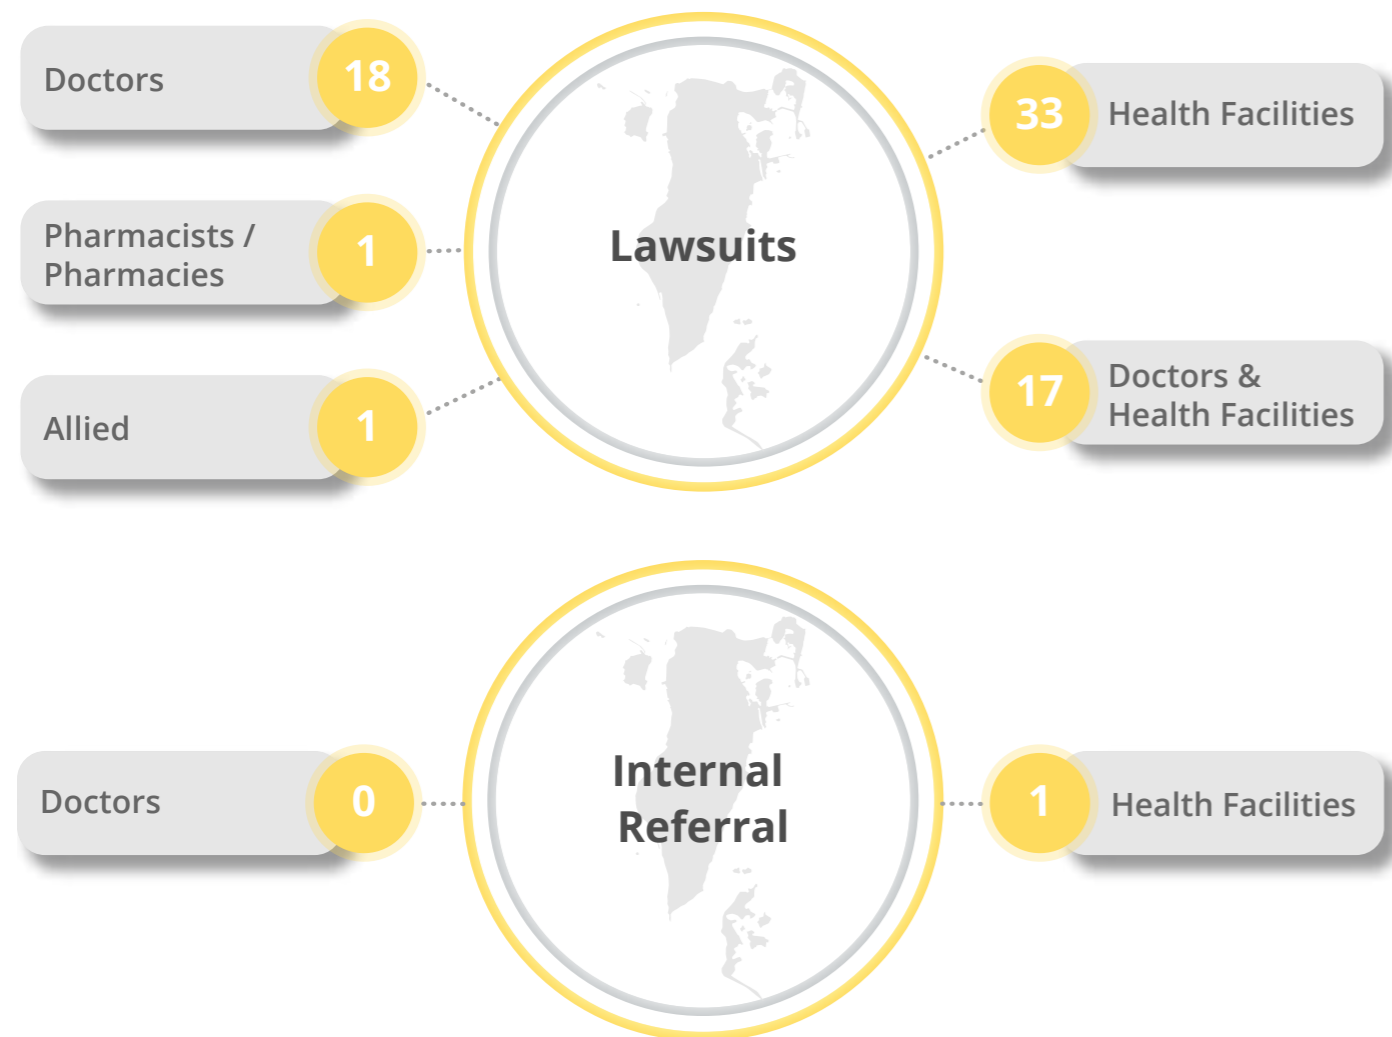 Doctors
18
Pharmacists /
Pharmacies
1
Allied
1
Lawsuits
33
Health Facilities
17
Doctors &
Health Facilities
Doctors
0
Internal
Referral
1
Health Facilities